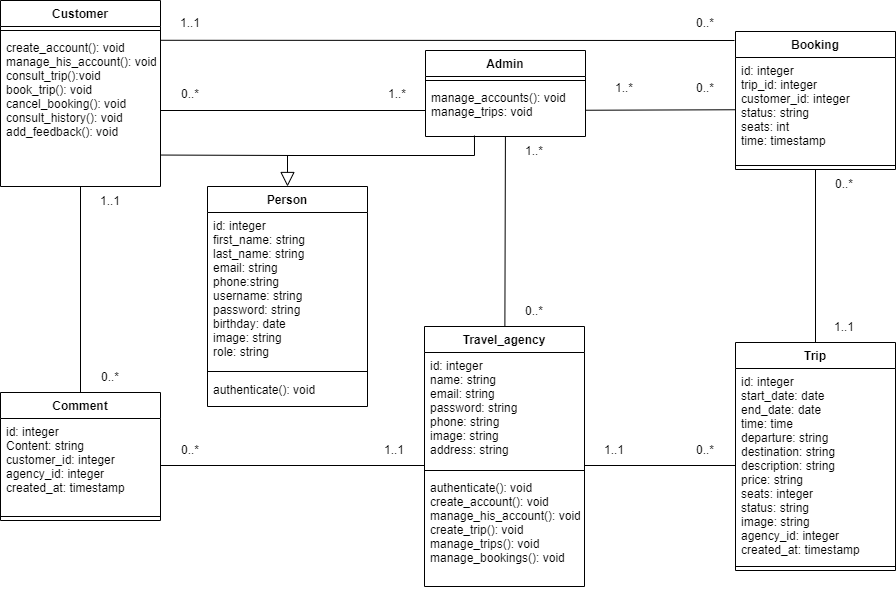 Customer
create_account(): void
manage_his_account(): void
consult_trip():void
book_trip(): void
cancel_booking(): void
consult_history(): void
add_feedback(): void
1..1
0..*
Booking
id: integer
trip_id: integer
customer_id: integer
status: string
seats: int
time: timestamp
Admin
manage_accounts(): void
manage_trips: void
0..*
1..*
1..*
0..*
1..*
0..*
1..1
Person
id: integer
first_name: string
last_name: string
email: string
phone:string
username: string
password: string
birthday: date
image: string
role: string
authenticate(): void
0..*
1..1
0..*
Travel_agency
id: integer
name: string
email: string
password: string
phone: string
image: string
address: string
authenticate(): void
create_account(): void
manage_his_account(): void
create_trip(): void
manage_trips(): void
manage_bookings(): void
Trip
id: integer
start_date: date
end_date: date
time: time
departure: string
destination: string
description: string
price: string
seats: integer
status: string
image: string
agency_id: integer
created_at: timestamp
Comment
id: integer
Content: string
customer_id: integer
agency_id: integer
created_at: timestamp
0..*
1..1
1..1
0..*